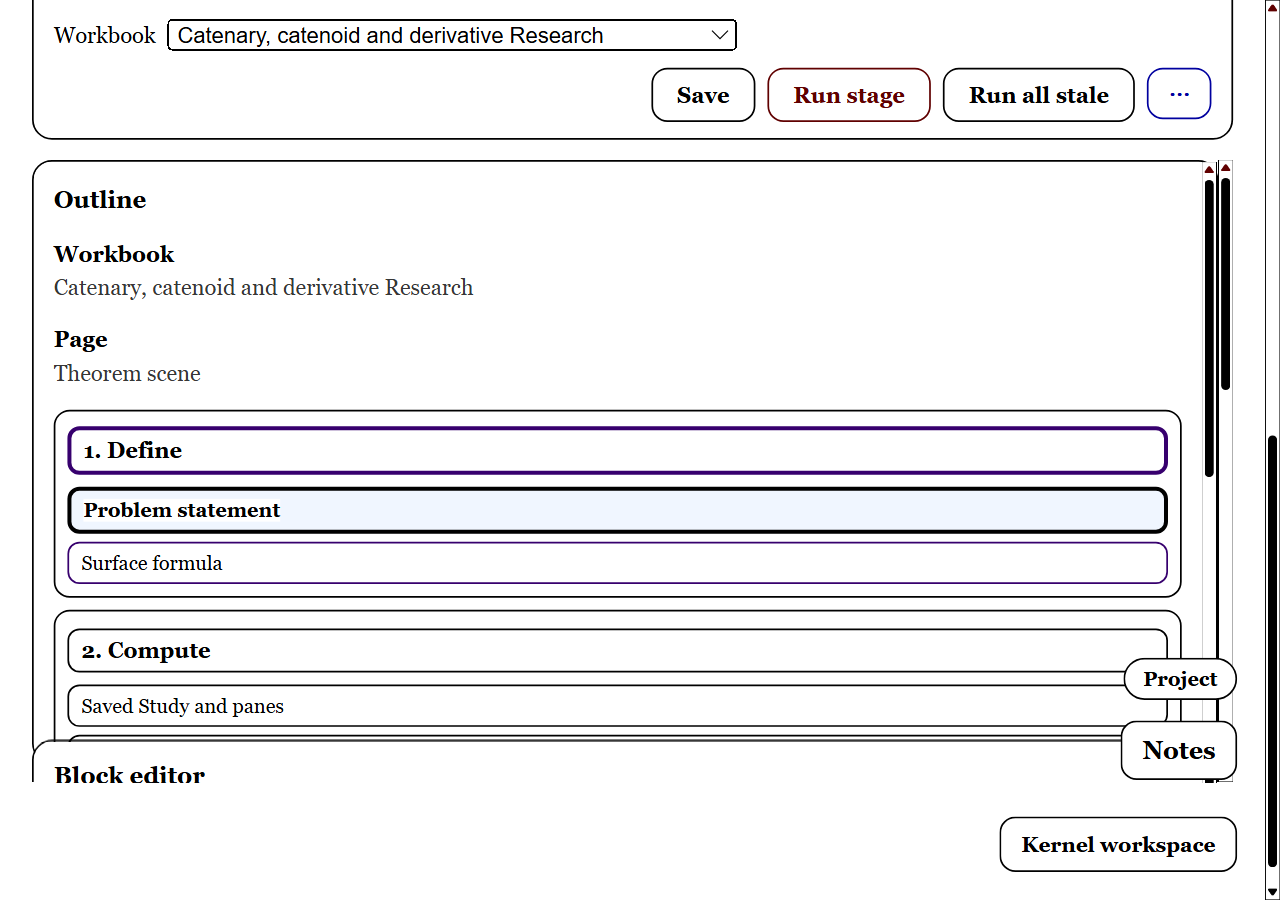 Workbook Catenary, catenoid and derivative Research
Save Run stage Run all stale ...
Outline
Workbook
Catenary, catenoid and derivative Research
Page
Theorem scene
1. Define
Problem statement
Surface formula
2. Compute
Saved Study and panes
Project
Notes
Block editor
Kernel workspace